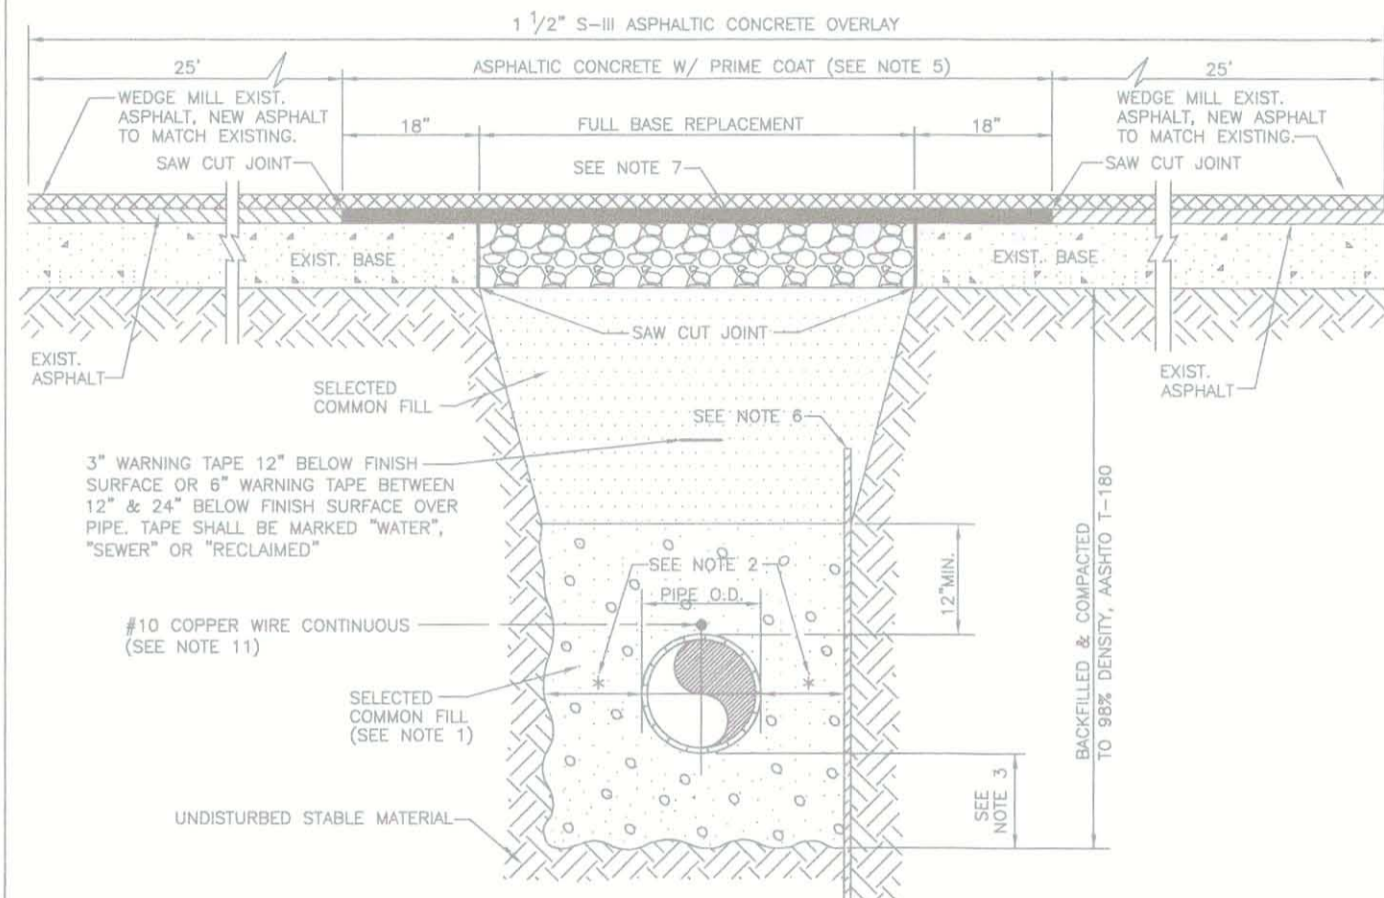 1 1/2" S-III ASPHALTIC CONCRETE OVERLAY
25'
ASPHALTIC CONCRETE W/ PRIME COAT (SEE NOTE 5)
25'
WEDGE MILL EXIST.
ASPHALT, NEW ASPHALT
TO MATCH EXISTING.
WEDGE MILL EXIST.
ASPHALT, NEW ASPHALT
TO MATCH EXISTING.
18"
FULL BASE REPLACEMENT
18"
SAW CUT JOINT
SEE NOTE 7
SAW CUT JOINT
EXIST. BASE
EXIST. BASE
SAW CUT JOINT
EXIST.
ASPHALT
EXIST.
ASPHALT
SELECTED
COMMON FILL
SEE NOTE 6
3" WARNING TAPE 12" BELOW FINISH
SURFACE OR 6" WARNING TAPE BETWEEN
12" & 24" BELOW FINISH SURFACE OVER
PIPE. TAPE SHALL BE MARKED "WATER",
"SEWER" OR "RECLAIMED"
SEE NOTE 2
PIPE O.D.
12"MIN.
BACKFILLED & COMPACTED
TO 98% DENSITY, AASHTO T-180
#10 COPPER WIRE CONTINUOUS
(SEE NOTE 11)
* *
SELECTED
COMMON FILL
(SEE NOTE 1)
SEE
NOTE 3
UNDISTURBED STABLE MATERIAL